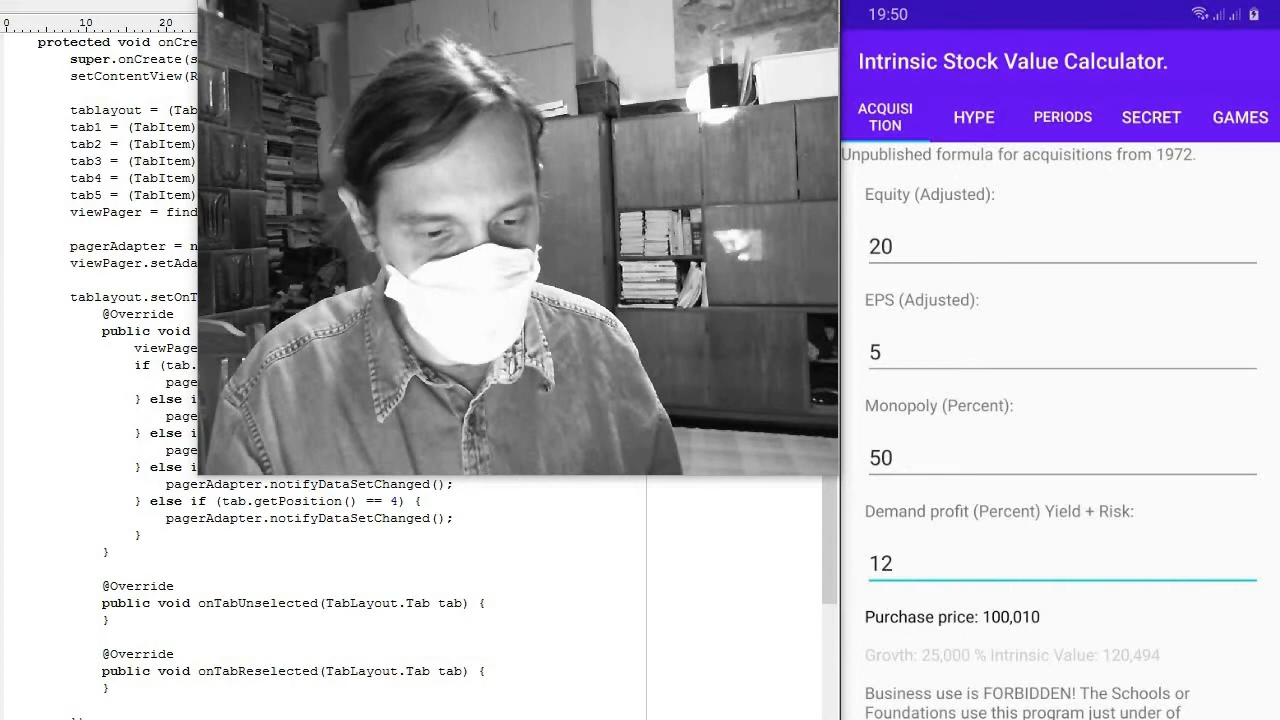 0 10 20
protected void onCre
super.onCreate(s
setContentView(R
tablayout = (Tab
tab1 = (TabItem)
tab2 = (TabItem)
tab3 = (TabItem)
tab4 = (TabItem)
tab5 = (TabItem)
viewPager = find
pagerAdapter = n
viewPager.setAda
tablayout.setOnT
@Override
public void
viewPage
if (tab.
pag
} else i
pag
} else i
pag
} else i
pagerAdapter.notifyDataSetChanged();
} else if (tab.getPosition() == 4) {
pagerAdapter.notifyDataSetChanged();
}
}
@Override
public void onTabUnselected(TabLayout.Tab tab) {
}
@Override
public void onTabReselected(TabLayout.Tab tab) {
}
19:50
Intrinsic Stock Value Calculator.
ACQUISI
TION
HYPE
PERIODS
SECRET
GAMES
Unpublished formula for acquisitions from 1972.
Equity (Adjusted):
20
EPS (Adjusted):
5
Monopoly (Percent):
50
Demand profit (Percent) Yield + Risk:
12
Purchase price: 100,010
Grovth: 25,000 % Intrinsic Value: 120,494
Business use is FORBIDDEN! The Schools or
Foundations use this program just under of